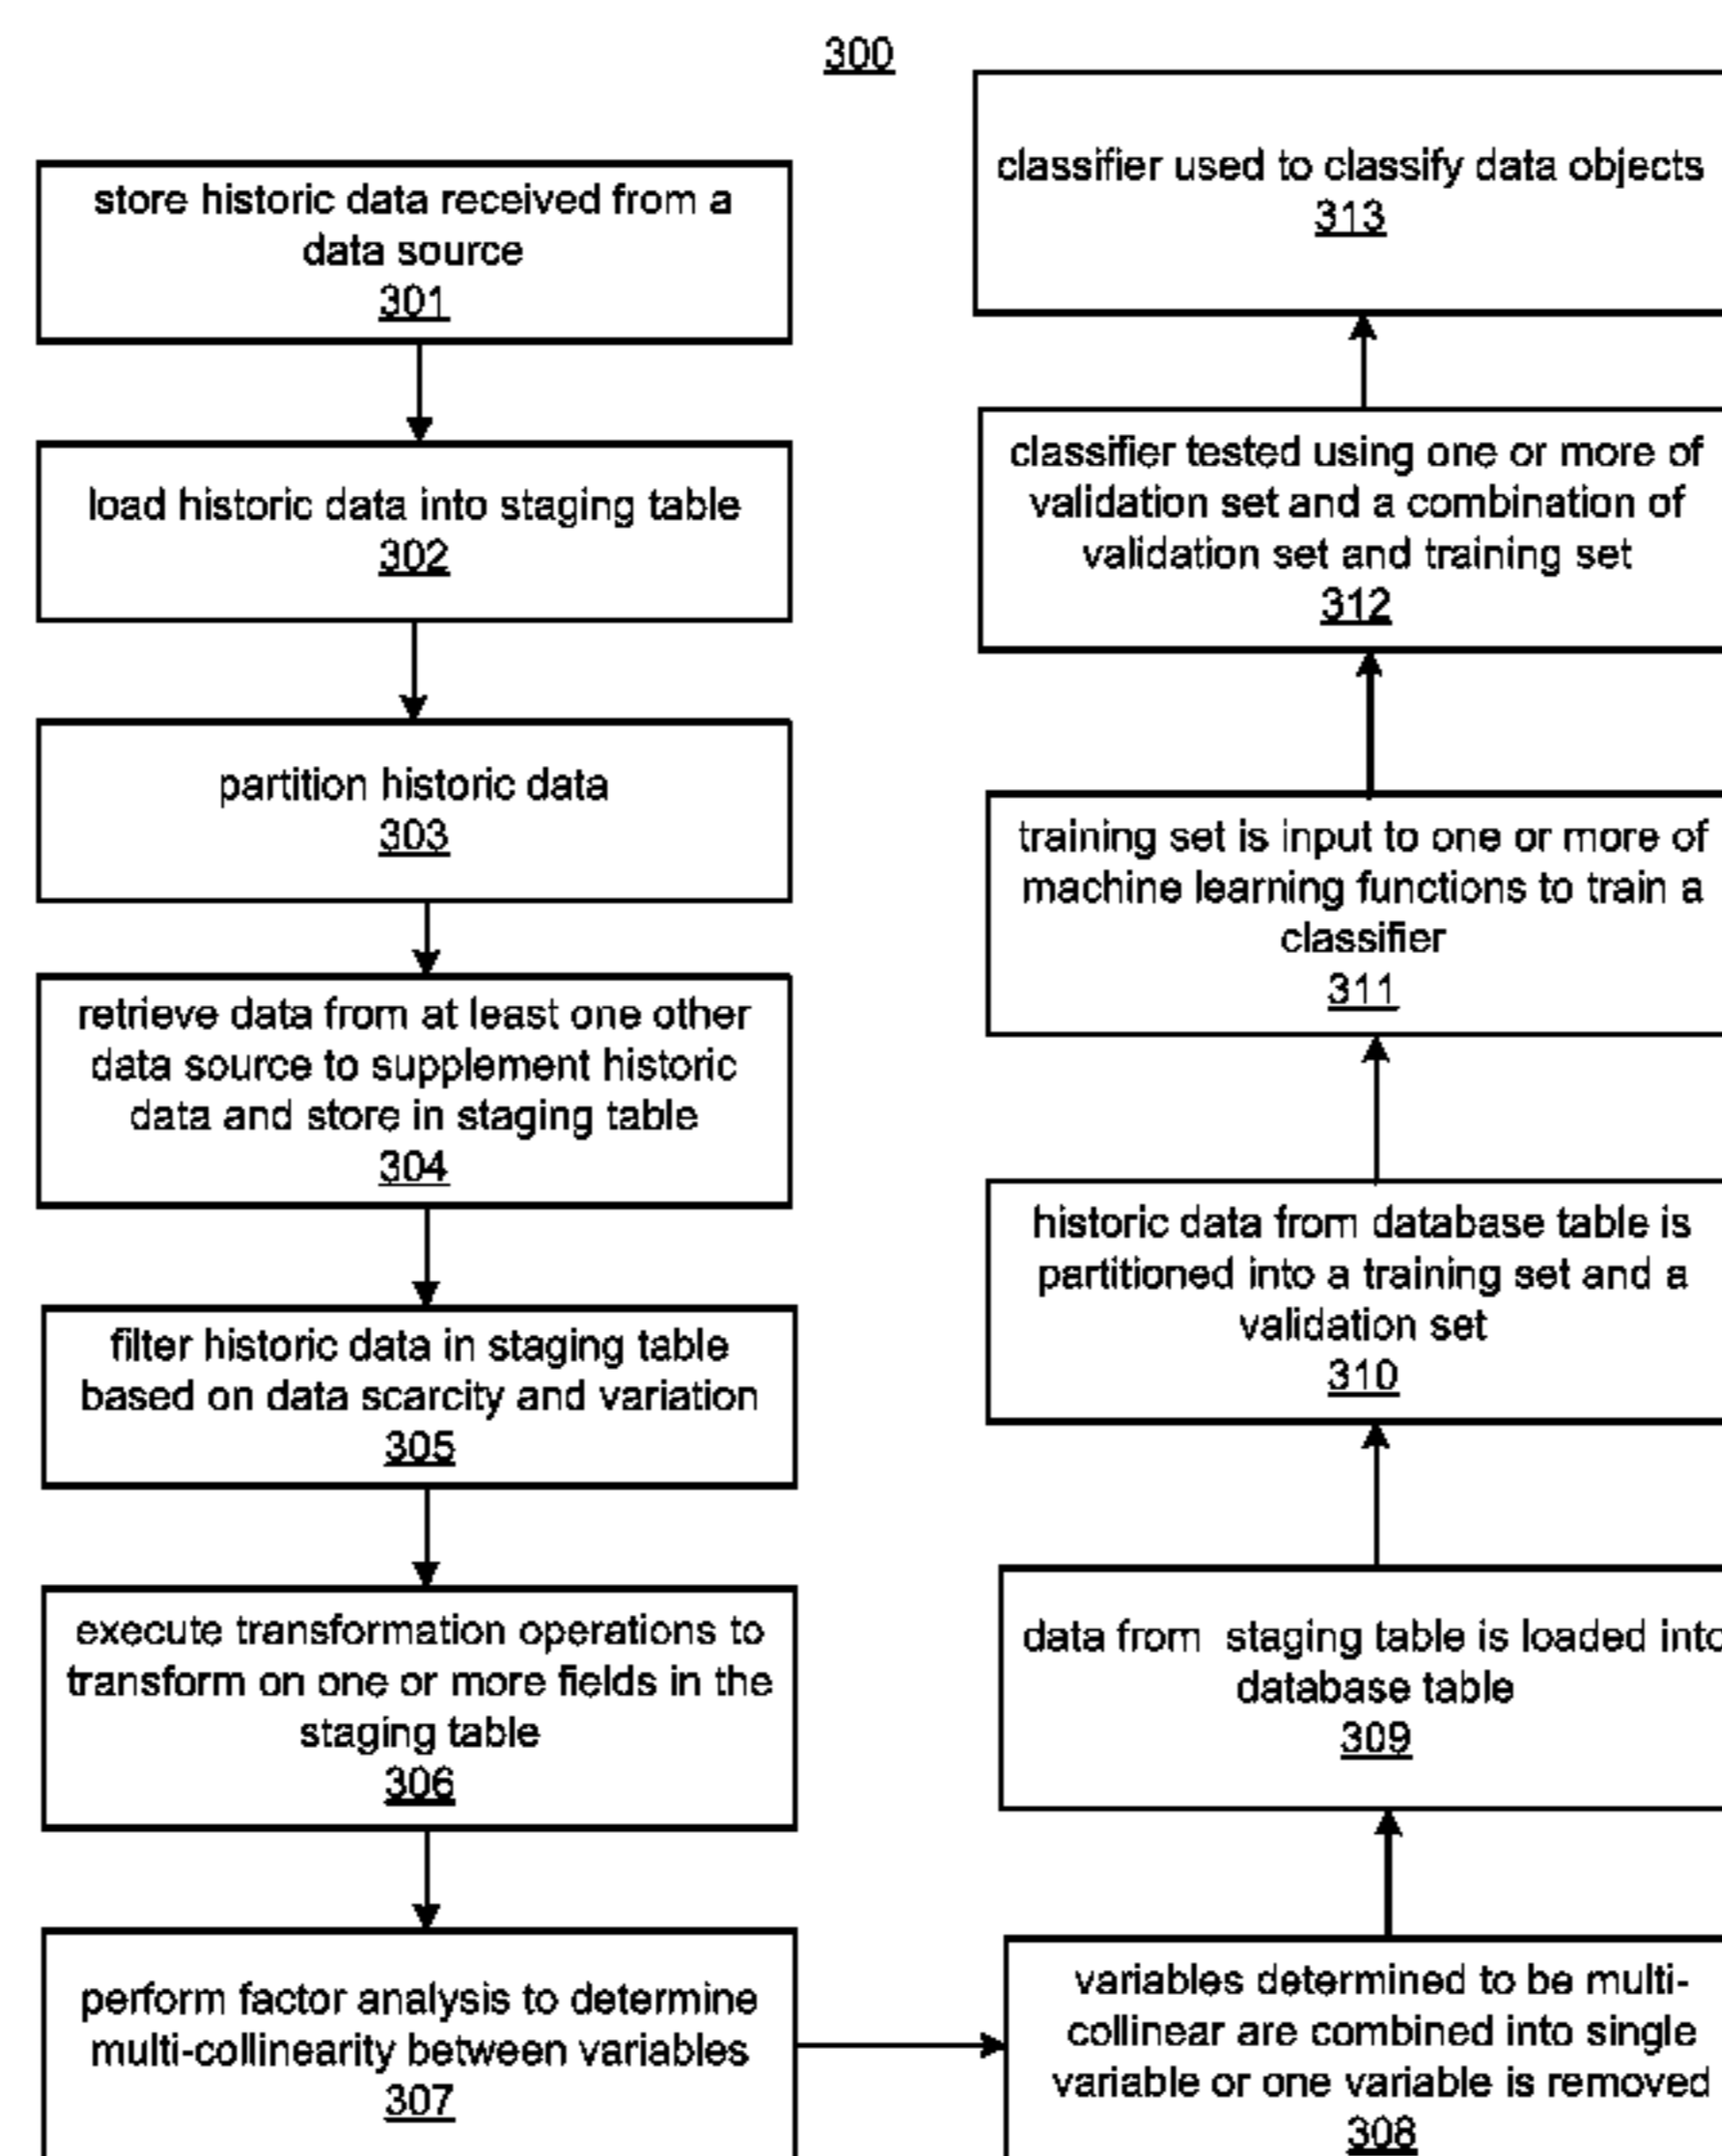 300
store historic data received from a
data source
301
load historic data into staging table
302
partition historic data
303
retrieve data from at least one other
data source to supplement historic
data and store in staging table
304
filter historic data in staging table
based on data scarcity and variation
305
execute transformation operations to
transform on one or more fields in the
staging table
306
perform factor analysis to determine
multi-collinearity between variables
307
variables determined to be multi-
collinear are combined into single
variable or one variable is removed
308
data from staging table is loaded into
database table
309
historic data from database table is
partitioned into a training set and a
validation set
310
training set is input to one or more of
machine learning functions to train a
classifier
311
classifier tested using one or more of
validation set and a combination of
validation set and training set
312
classifier used to classify data objects
313